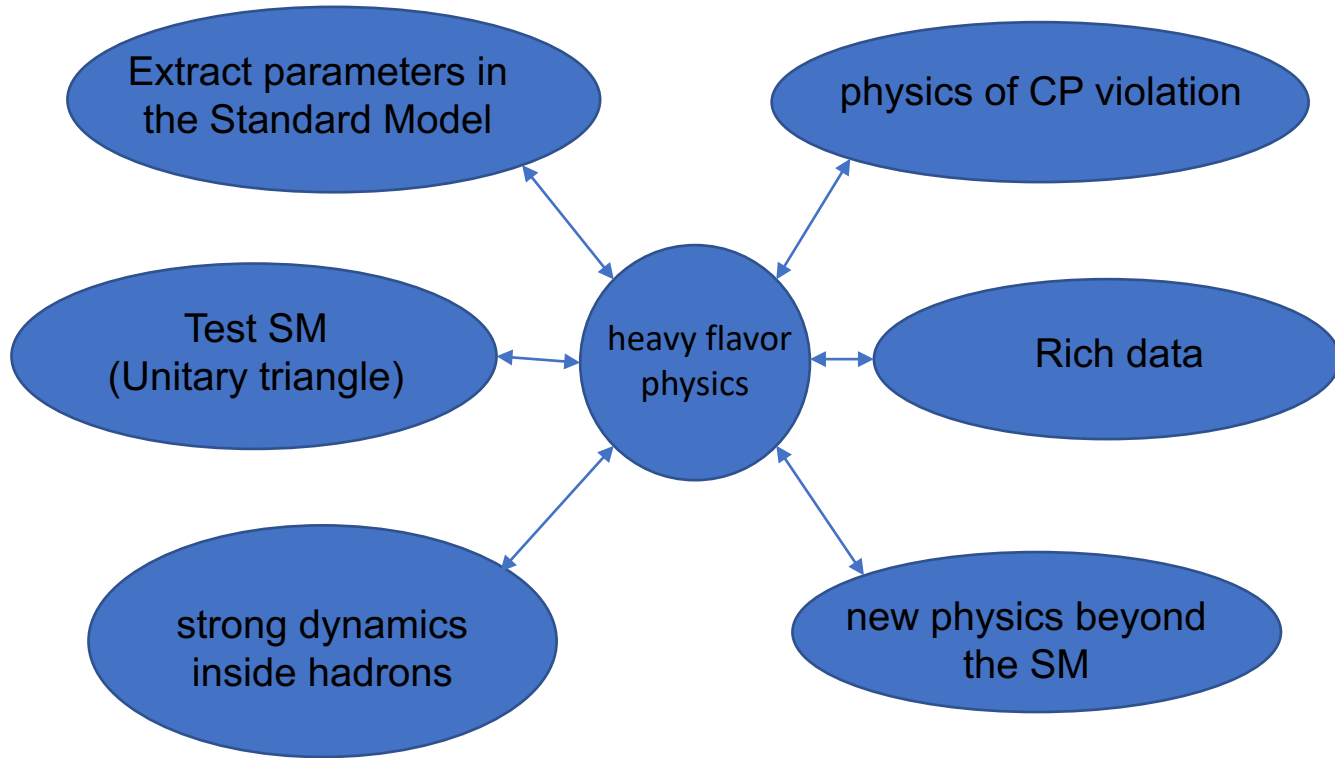 Extract parameters in
the Standard Model
physics of CP violation
Test SM
(Unitary triangle)
heavy flavor
physics
Rich data
strong dynamics
inside hadrons
new physics beyond
the SM